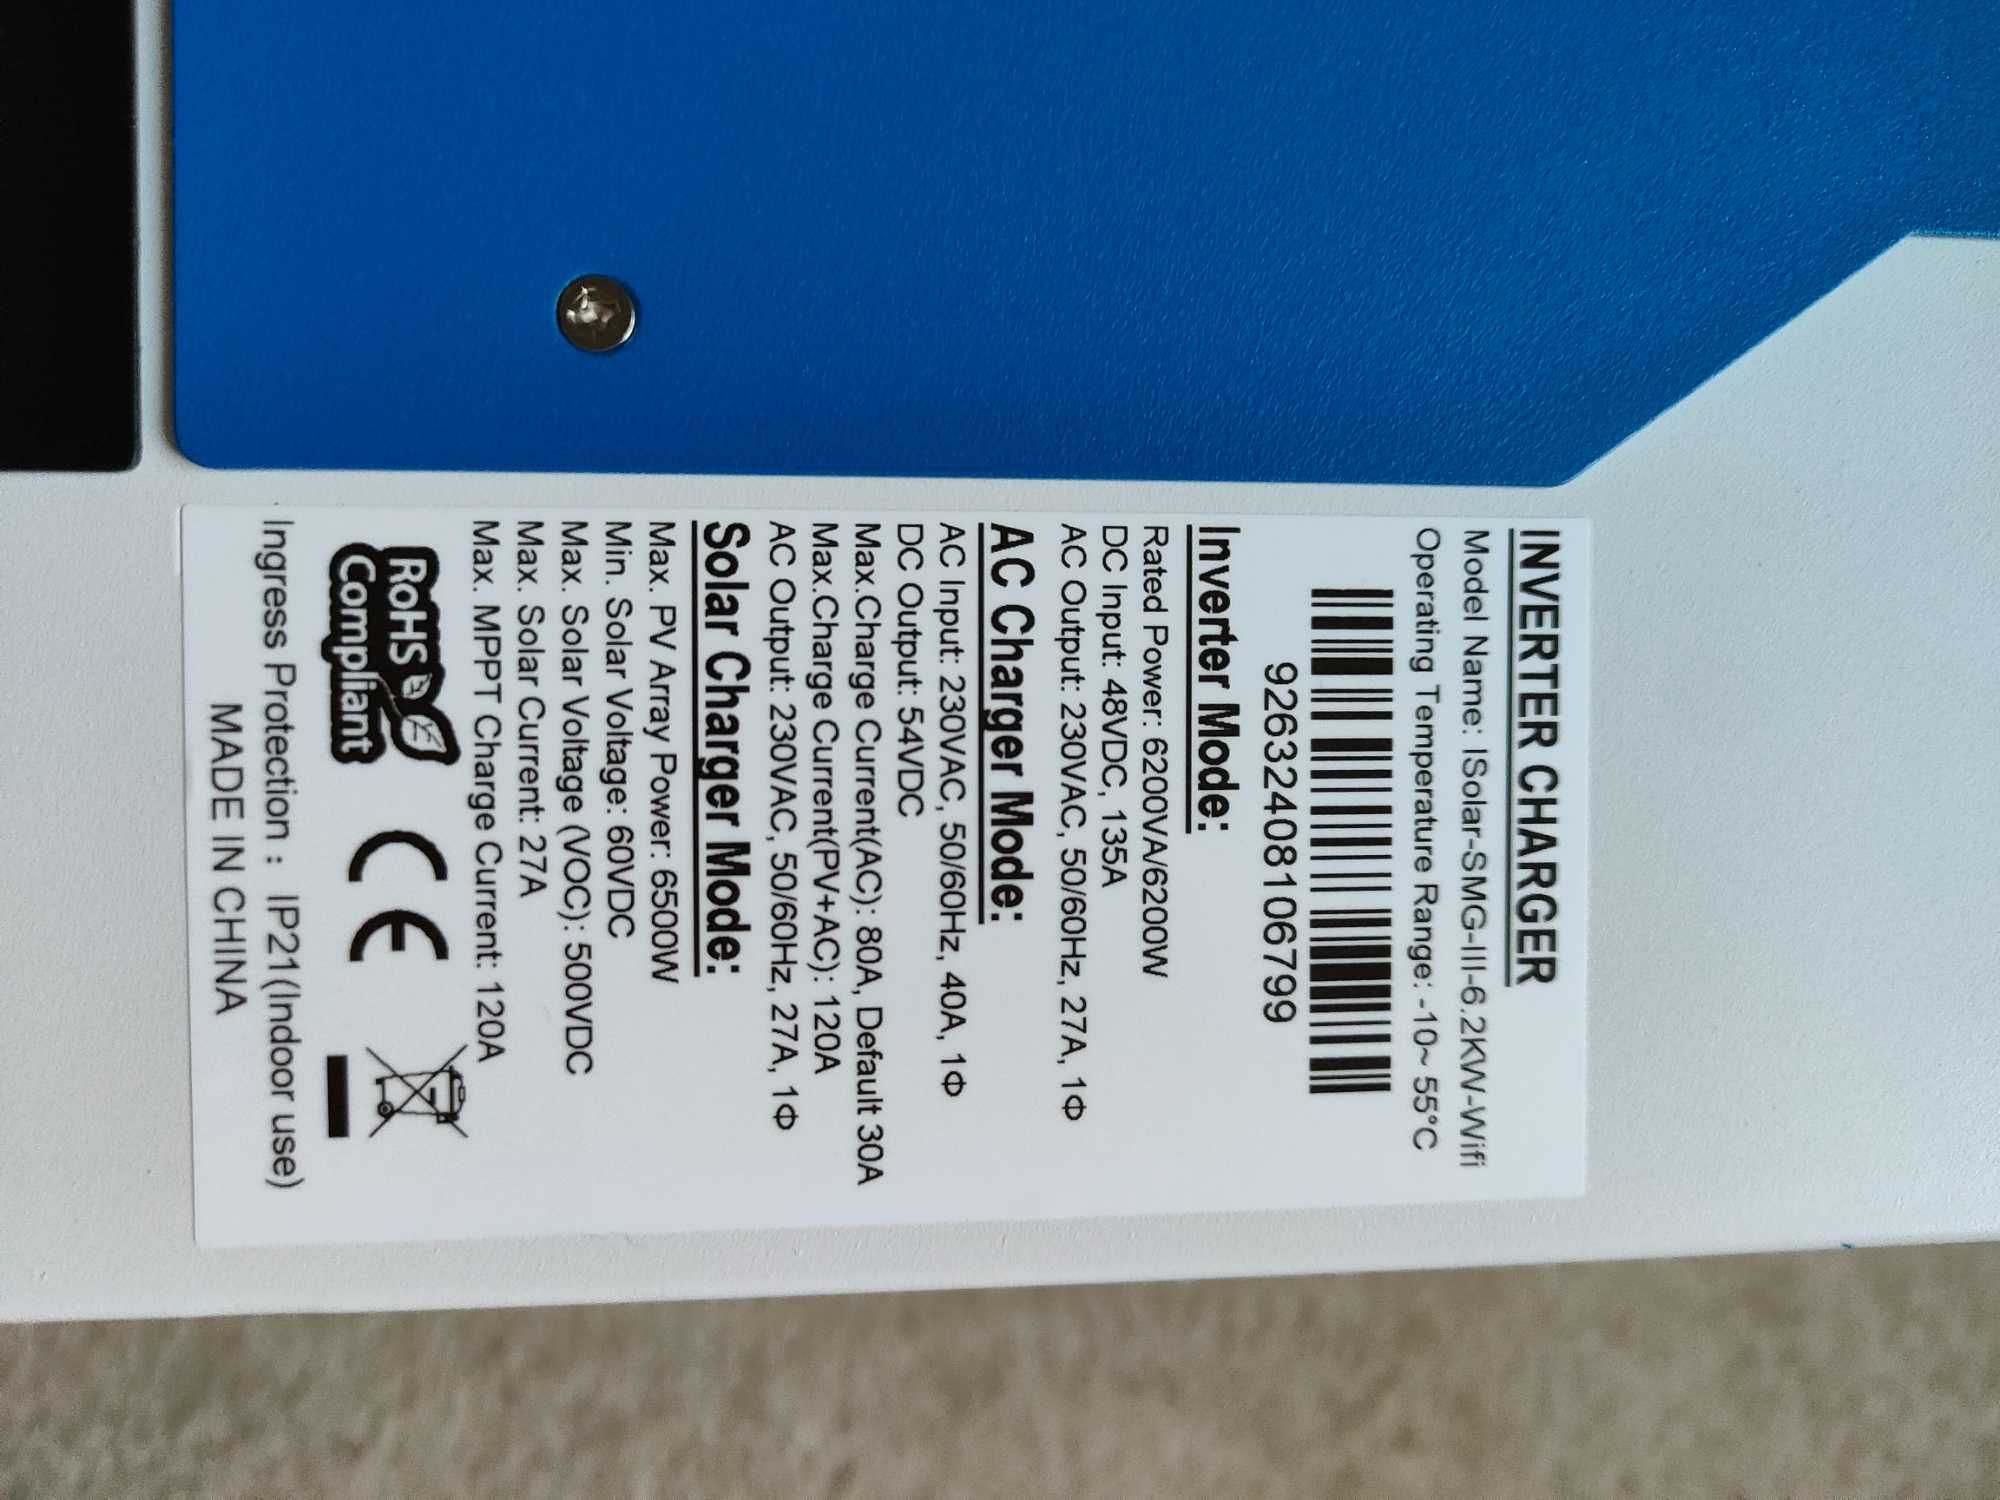 INVERTER CHARGER
Model Name: ISolar-SMG-III-6.2KW-Wifi
Operating Temperature Range: -10~ 55°C
92632408106799
Inverter Mode:
Rated Power: 6200VA/6200W
DC Input: 48VDC, 135A
AC Output: 230VAC, 50/60Hz, 27A, 1Φ
AC Charger Mode:
AC Input: 230VAC, 50/60Hz, 40A, 1Φ
DC Output: 54VDC
Max.Charge Current(AC): 80A, Default 30A
Max.Charge Current(PV+AC): 120A
AC Output: 230VAC, 50/60Hz, 27A, 1Φ
Solar Charger Mode:
Max. PV Array Power: 6500W
Min. Solar Voltage: 60VDC
Max. Solar Voltage (VOC): 500VDC
Max. Solar Current: 27A
Max. MPPT Charge Current: 120A
RoHS
Compliant
CE
Ingress Protection : IP21(Indoor use)
MADE IN CHINA